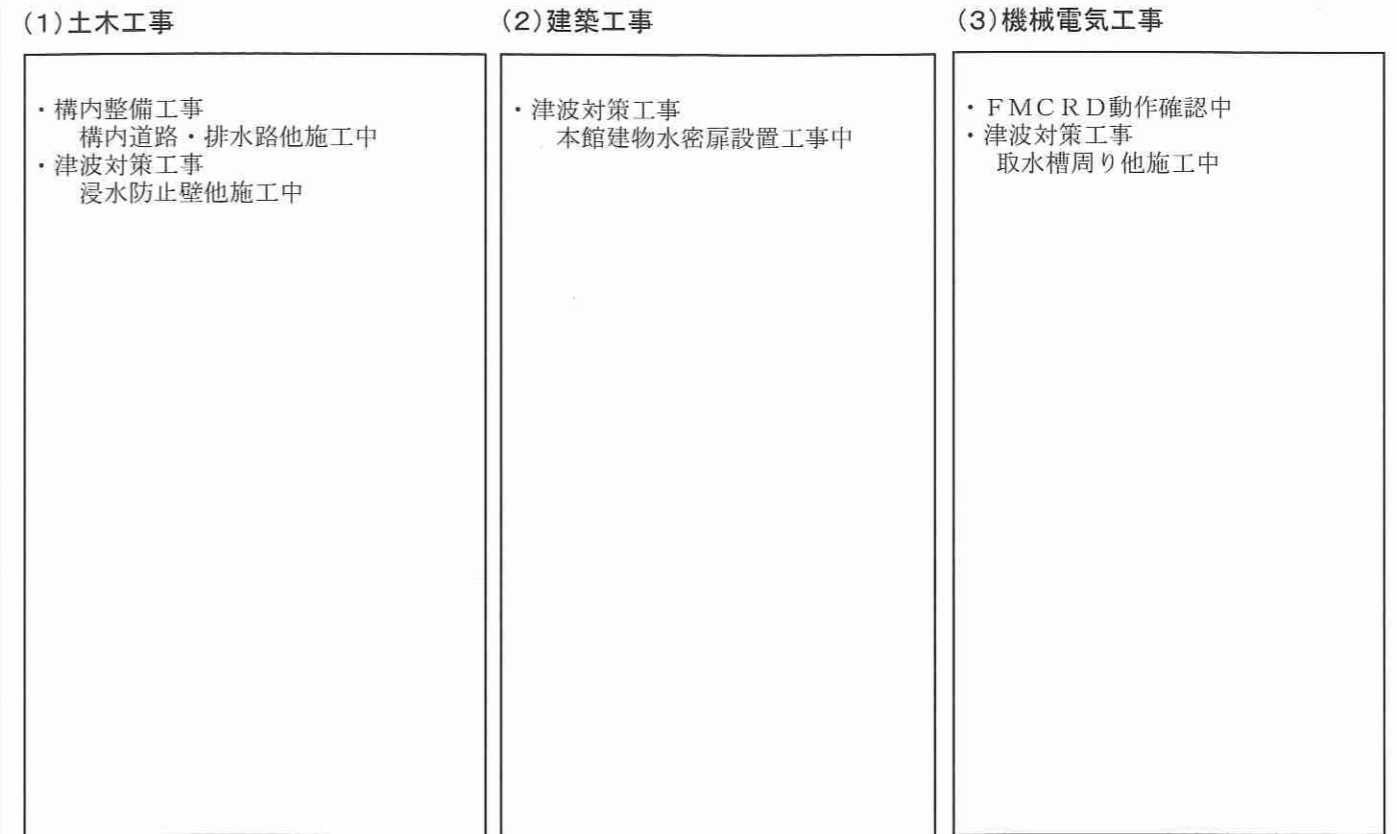 (1)土木工事
・構内整備工事
構内道路・排水路他施工中
・津波対策工事
浸水防止壁他施工中
(2)建築工事
・津波対策工事
本館建物水密扉設置工事中
(3)機械電気工事
・ＦＭＣＲＤ動作確認中
・津波対策工事
取水槽周り他施工中